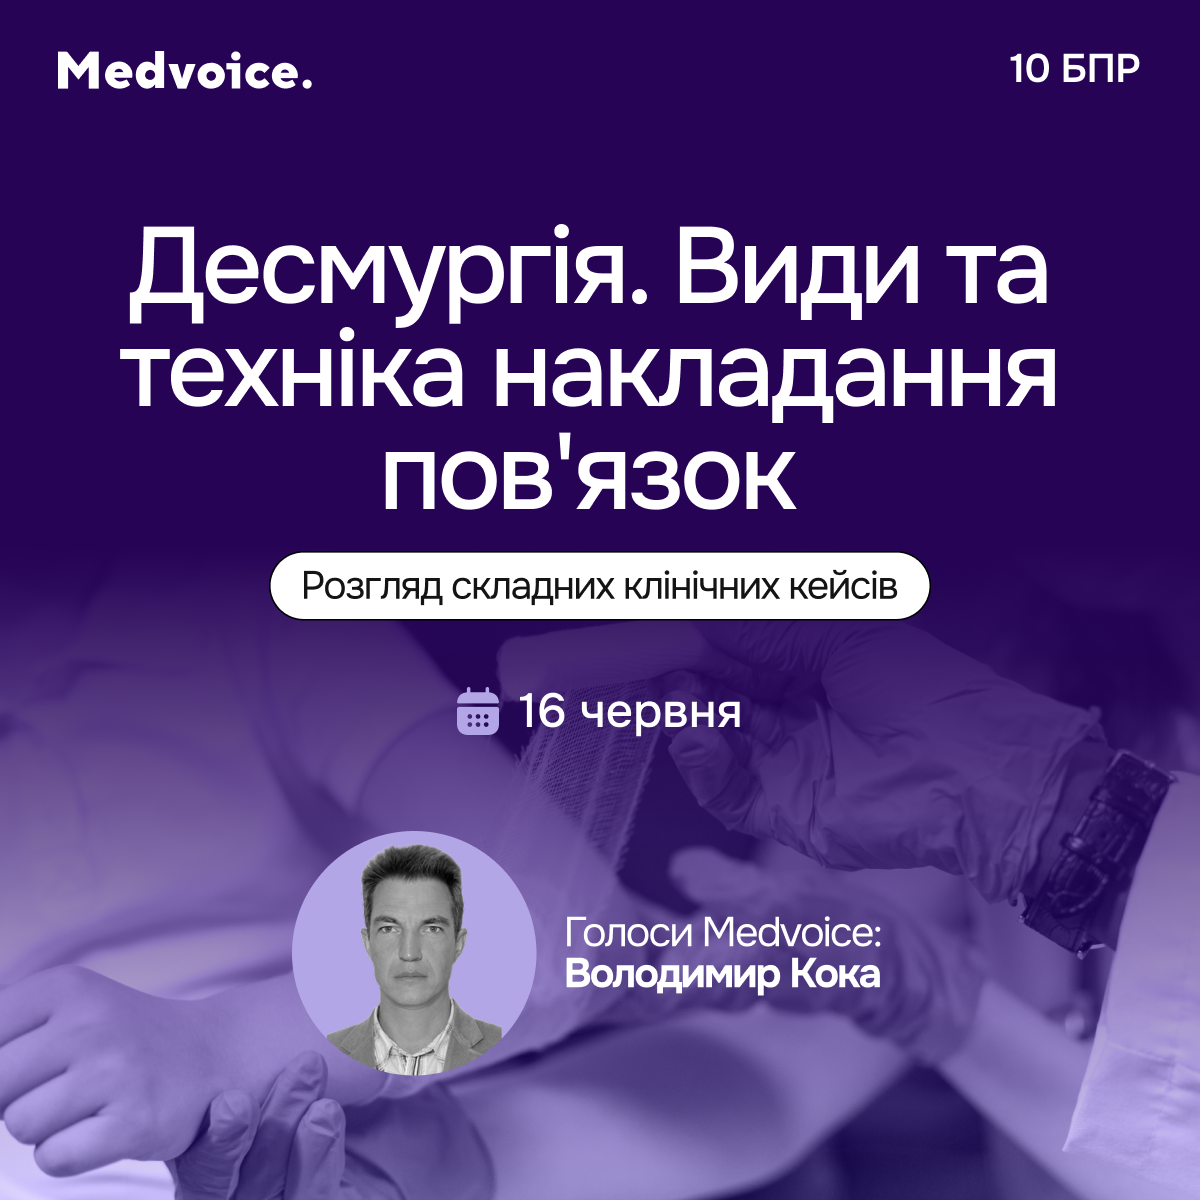 Medvoice.
10 БПР
Десмургія. Види та
техніка накладання
пов'язок
Розгляд складних клінічних кейсів
16 червня
Голоси Medvoice:
Володимир Кока